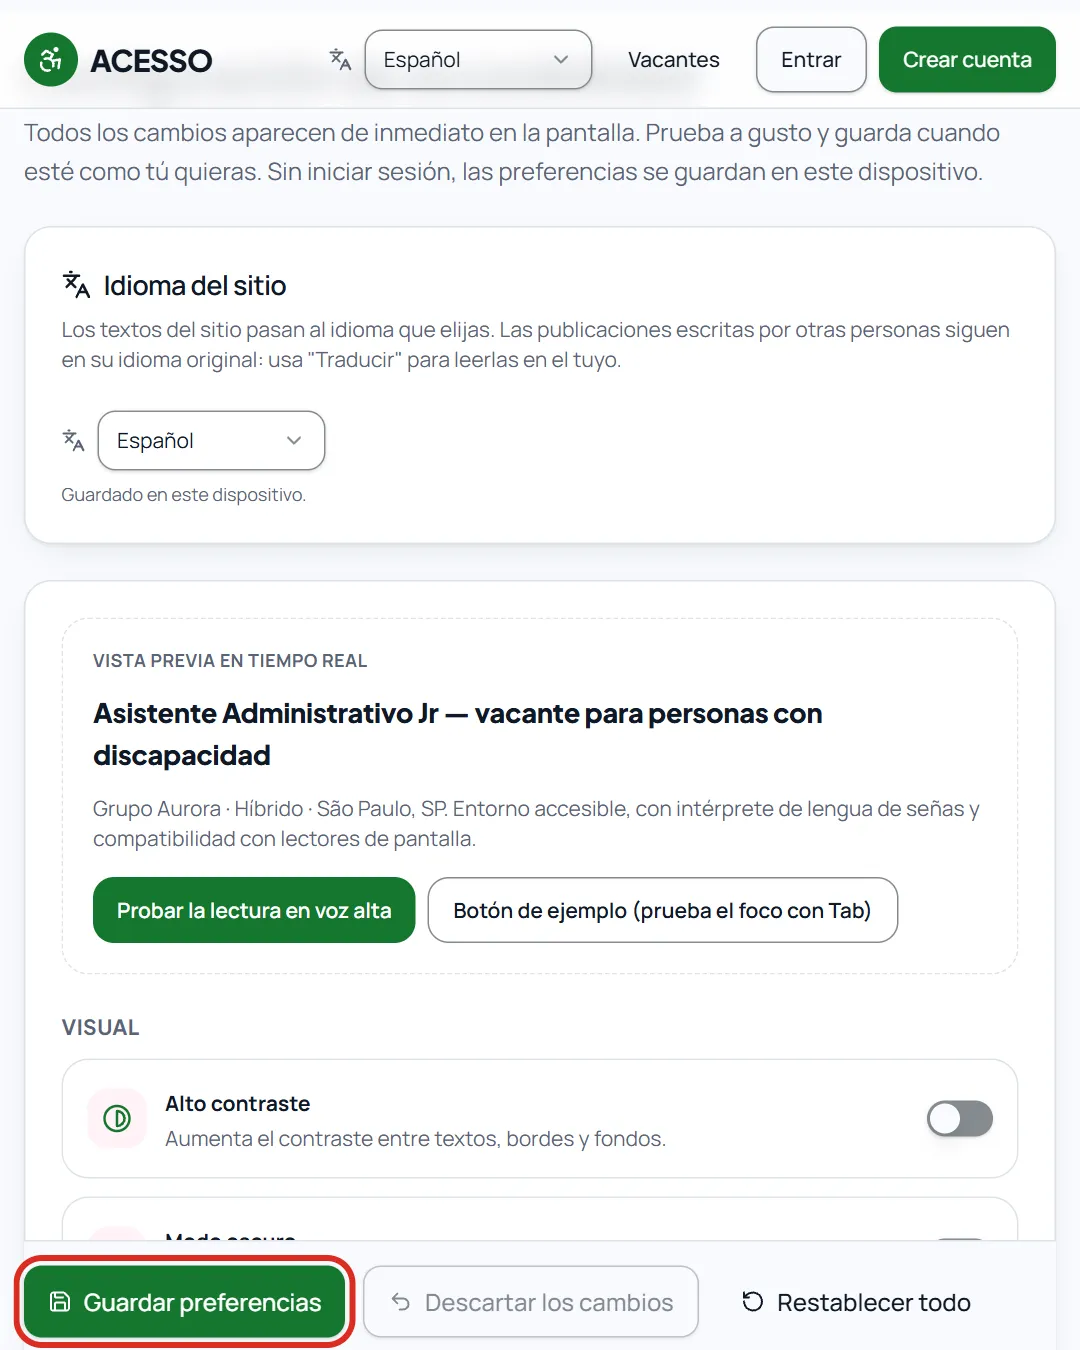 ACESSO
Español
Vacantes
Entrar
Crear cuenta
Todos los cambios aparecen de inmediato en la pantalla. Prueba a gusto y guarda cuando
esté como tú quieras. Sin iniciar sesión, las preferencias se guardan en este dispositivo.
Idioma del sitio
Los textos del sitio pasan al idioma que elijas. Las publicaciones escritas por otras personas siguen
en su idioma original: usa "Traducir" para leerlas en el tuyo.
Español
Guardado en este dispositivo.
VISTA PREVIA EN TIEMPO REAL
Asistente Administrativo Jr — vacante para personas con
discapacidad
Grupo Aurora · Híbrido · São Paulo, SP. Entorno accesible, con intérprete de lengua de señas y
compatibilidad con lectores de pantalla.
Probar la lectura en voz alta
Botón de ejemplo (prueba el foco con Tab)
VISUAL
Alto contraste
Aumenta el contraste entre textos, bordes y fondos.
Modo oscuro
Guardar preferencias
Descartar los cambios
Restablecer todo